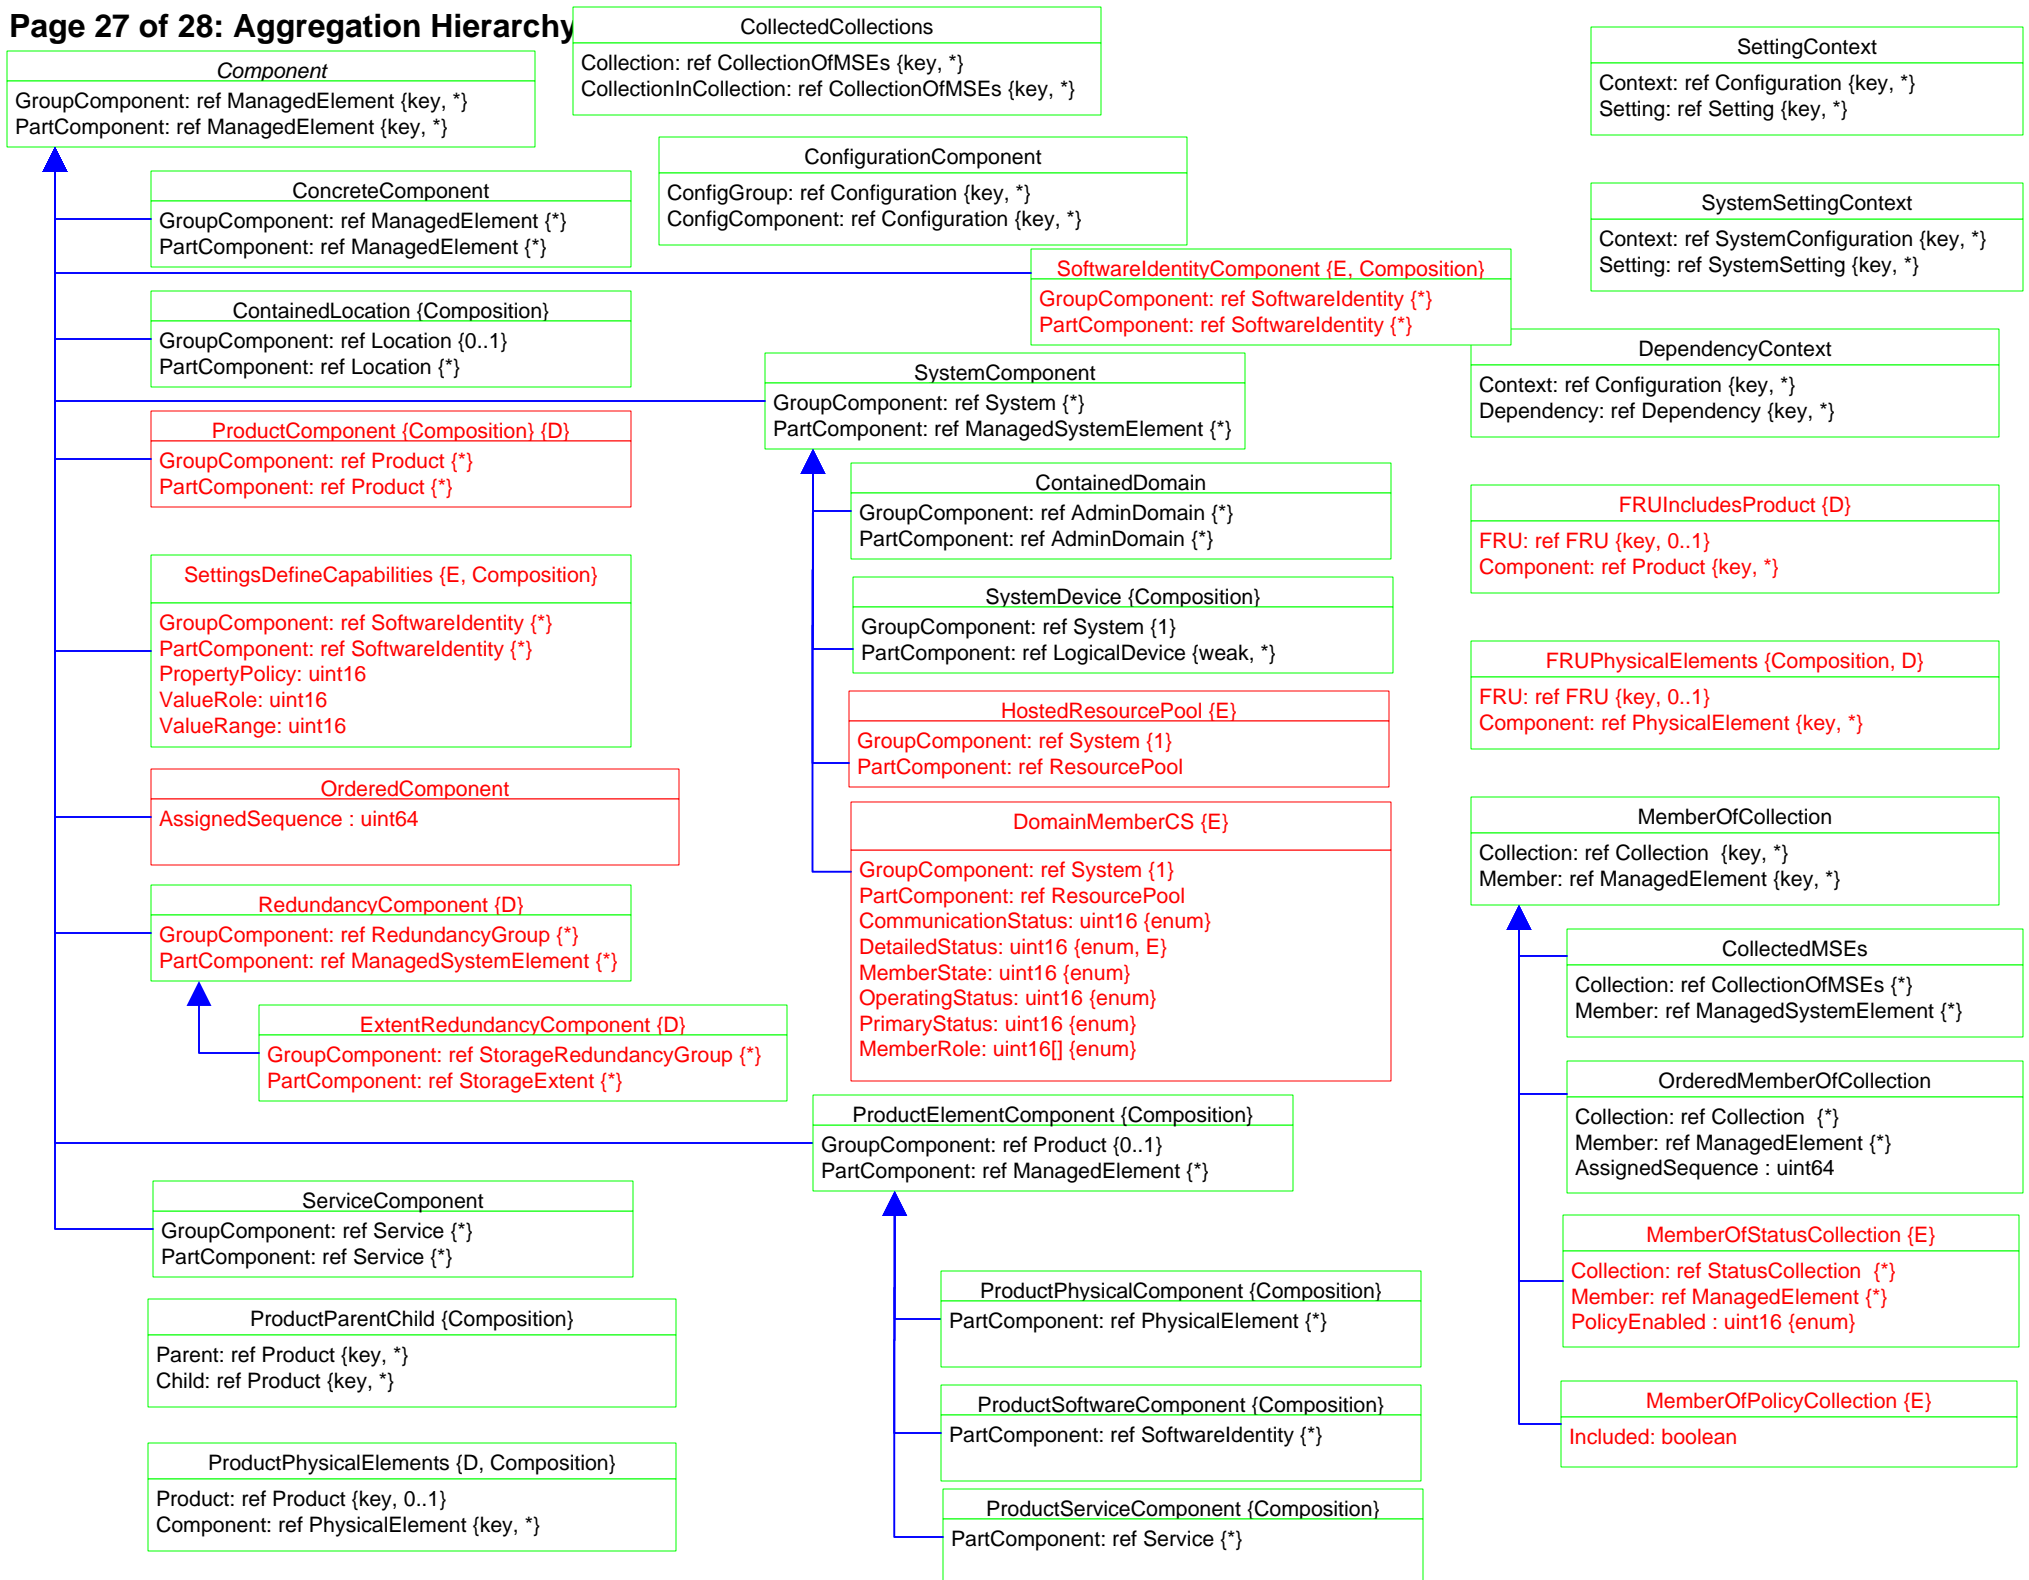 Page 27 of 28: Aggregation Hierarchy
Component
GroupComponent: ref ManagedElement {key, *}
PartComponent: ref ManagedElement {key, *}
CollectedCollections
Collection: ref CollectionOfMSEs {key, *}
CollectionInCollection: ref CollectionOfMSEs {key, *}
SettingContext
Context: ref Configuration {key, *}
Setting: ref Setting {key, *}
ConfigurationComponent
ConfigGroup: ref Configuration {key, *}
ConfigComponent: ref Configuration {key, *}
ConcreteComponent
GroupComponent: ref ManagedElement {*}
PartComponent: ref ManagedElement {*}
SystemSettingContext
Context: ref SystemConfiguration {key, *}
Setting: ref SystemSetting {key, *}
SoftwareIdentityComponent {E, Composition}
GroupComponent: ref SoftwareIdentity {*}
PartComponent: ref SoftwareIdentity {*}
ContainedLocation {Composition}
GroupComponent: ref Location {0..1}
PartComponent: ref Location {*}
DependencyContext
Context: ref Configuration {key, *}
Dependency: ref Dependency {key, *}
SystemComponent
GroupComponent: ref System {*}
PartComponent: ref ManagedSystemElement {*}
ProductComponent {Composition} {D}
GroupComponent: ref Product {*}
PartComponent: ref Product {*}
ContainedDomain
GroupComponent: ref AdminDomain {*}
PartComponent: ref AdminDomain {*}
FRUIncludesProduct {D}
FRU: ref FRU {key, 0..1}
Component: ref Product {key, *}
SettingsDefineCapabilities {E, Composition}
GroupComponent: ref SoftwareIdentity {*}
PartComponent: ref SoftwareIdentity {*}
PropertyPolicy: uint16
ValueRole: uint16
ValueRange: uint16
SystemDevice {Composition}
GroupComponent: ref System {1}
PartComponent: ref LogicalDevice {weak, *}
FRUPhysicalElements {Composition, D}
FRU: ref FRU {key, 0..1}
Component: ref PhysicalElement {key, *}
HostedResourcePool {E}
GroupComponent: ref System {1}
PartComponent: ref ResourcePool
OrderedComponent
AssignedSequence : uint64
DomainMemberCS {E}
GroupComponent: ref System {1}
PartComponent: ref ResourcePool
CommunicationStatus: uint16 {enum}
DetailedStatus: uint16 {enum, E}
MemberState: uint16 {enum}
OperatingStatus: uint16 {enum}
PrimaryStatus: uint16 {enum}
MemberRole: uint16[] {enum}
MemberOfCollection
Collection: ref Collection  {key, *}
Member: ref ManagedElement {key, *}
RedundancyComponent {D}
GroupComponent: ref RedundancyGroup {*}
PartComponent: ref ManagedSystemElement {*}
CollectedMSEs
Collection: ref CollectionOfMSEs {*}
Member: ref ManagedSystemElement {*}
ExtentRedundancyComponent {D}
GroupComponent: ref StorageRedundancyGroup {*}
PartComponent: ref StorageExtent {*}
OrderedMemberOfCollection
Collection: ref Collection  {*}
Member: ref ManagedElement {*}
AssignedSequence : uint64
ProductElementComponent {Composition}
GroupComponent: ref Product {0..1}
PartComponent: ref ManagedElement {*}
ServiceComponent
GroupComponent: ref Service {*}
PartComponent: ref Service {*}
MemberOfStatusCollection {E}
Collection: ref StatusCollection  {*}
Member: ref ManagedElement {*}
PolicyEnabled : uint16 {enum}
ProductPhysicalComponent {Composition}
PartComponent: ref PhysicalElement {*}
ProductParentChild {Composition}
Parent: ref Product {key, *}
Child: ref Product {key, *}
ProductSoftwareComponent {Composition}
PartComponent: ref SoftwareIdentity {*}
MemberOfPolicyCollection {E}
Included: boolean
ProductPhysicalElements {D, Composition}
Product: ref Product {key, 0..1}
Component: ref PhysicalElement {key, *}
ProductServiceComponent {Composition}
PartComponent: ref Service {*}